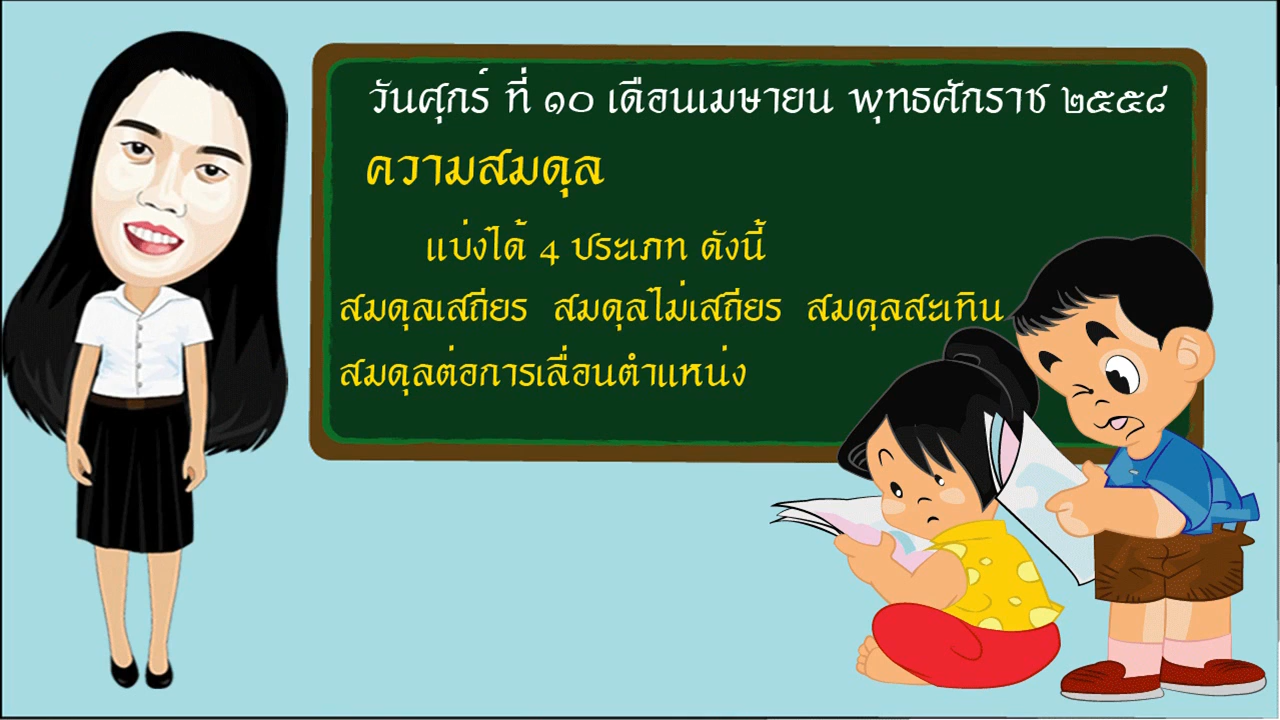 วันศุกร์ ที่ ๑๐ เดือนเมษายน พุทธศักราช ๒๕๕๘
ความสมดุล
แบ่งได้ 4 ประเภท ดังนี้
สมดุลเสถียร สมดุลไม่เสถียร สมดุลสะเทิน
สมดุลต่อการเลื่อนตำแหน่ง